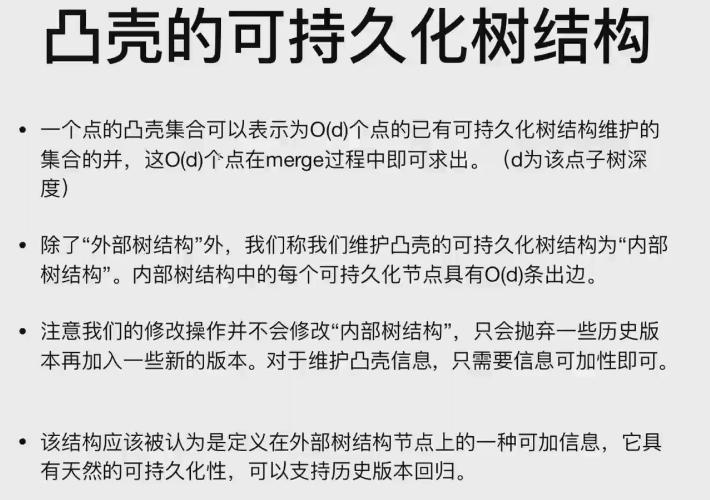 凸壳的可持久化树结构
• 一个点的凸壳集合可以表示为O(d)个点的已有可持久化树结构维护的
集合的并，这O(d)个点在merge过程中即可求出。（d为该点子树深
度）
• 除了“外部树结构”外，我们称我们维护凸壳的可持久化树结构为“内部
树结构”。内部树结构中的每个可持久化节点具有O(d)条出边。
• 注意我们的修改操作并不会修改“内部树结构”，只会抛弃一些历史版
本再加入一些新的版本。对于维护凸壳信息，只需要信息可加性即可。
• 该结构应该被认为是定义在外部树结构节点上的一种可加信息，它具
有天然的可持久化性，可以支持历史版本回归。